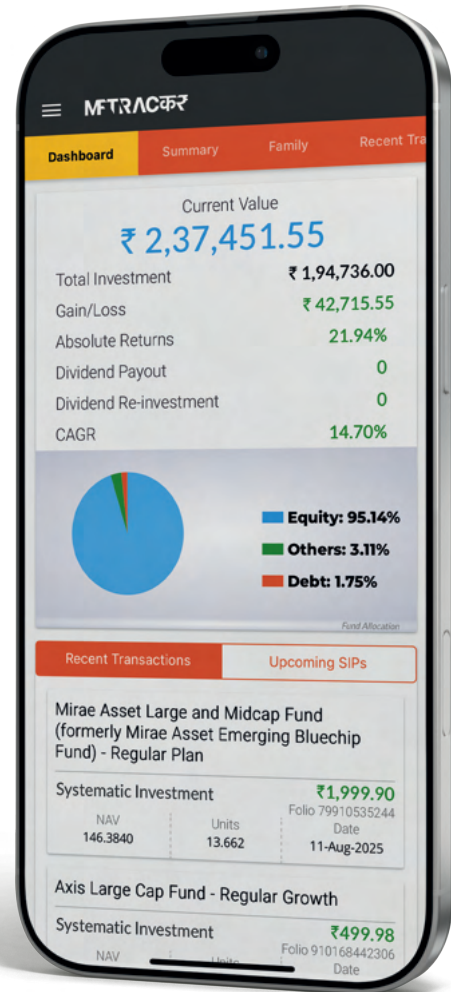 MFTRACकर
Dashboard Summary Family Recent Tra
Current Value
₹ 2,37,451.55
Total Investment ₹ 1,94,736.00
Gain/Loss ₹ 42,715.55
Absolute Returns 21.94%
Dividend Payout 0
Dividend Re-investment 0
CAGR 14.70%
Equity: 95.14%
Others: 3.11%
Debt: 1.75%
Fund Allocation
Recent Transactions Upcoming SIPs
Mirae Asset Large and Midcap Fund
(formerly Mirae Asset Emerging Bluechip
Fund) - Regular Plan
Systematic Investment ₹1,999.90
Folio 79910535244
NAV Units Date
146.3840 13.662 11-Aug-2025
Axis Large Cap Fund - Regular Growth
Systematic Investment ₹499.98
Folio 910168442306
NAV Units Date